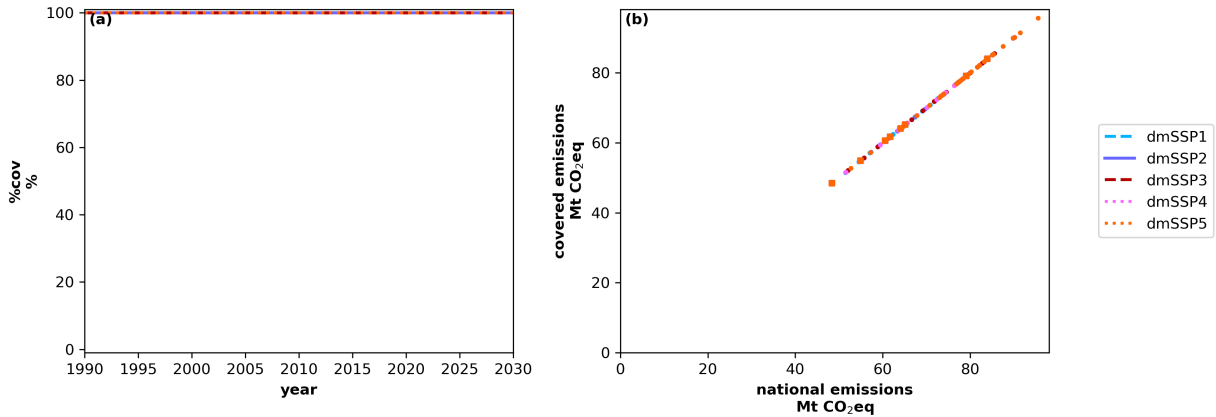 (a)
100
80
60
40
20
0
%cov
%
1990 1995 2000 2005 2010 2015 2020 2025 2030
year
(b)
80
60
40
20
0
covered emissions
Mt CO₂eq
0 20 40 60 80
national emissions
Mt CO₂eq
dmSSP1
dmSSP2
dmSSP3
dmSSP4
dmSSP5